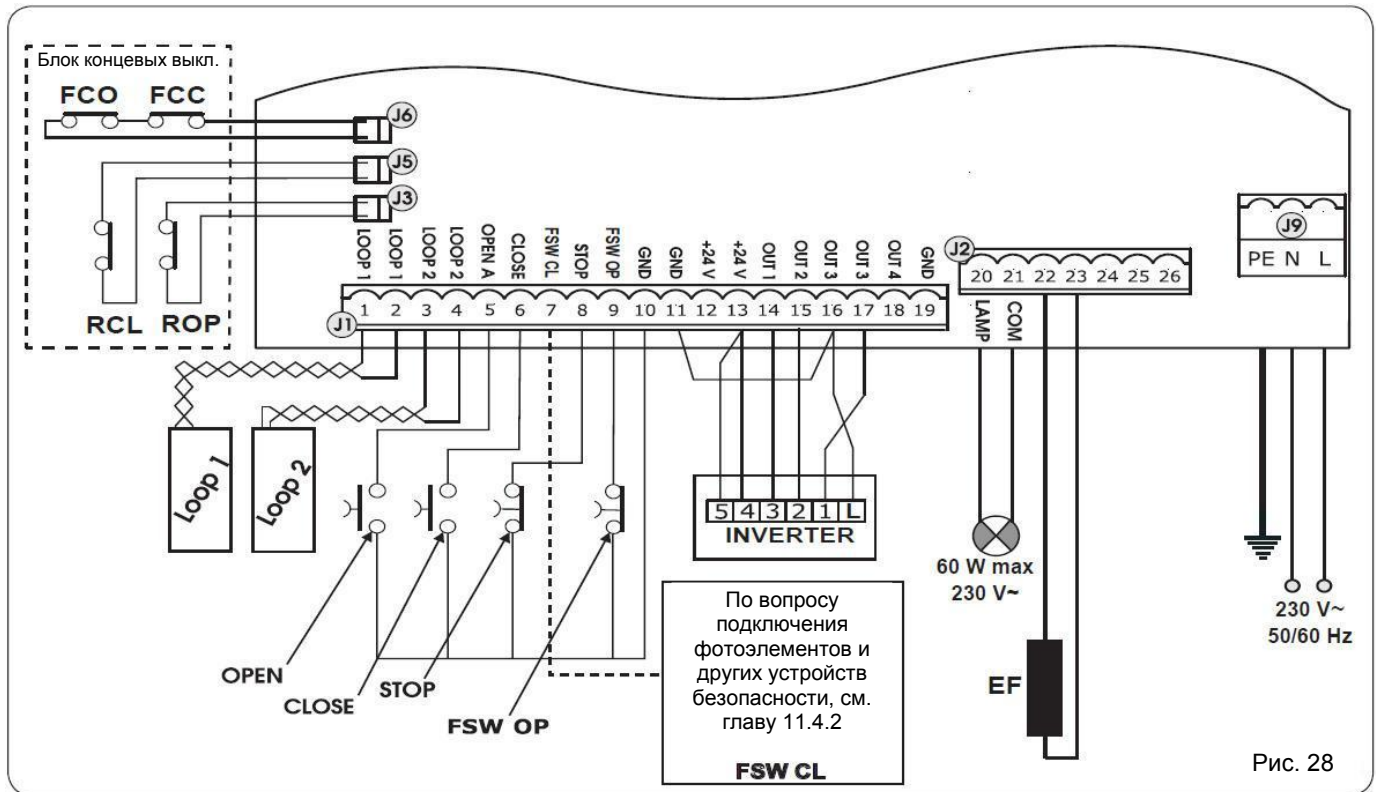 Блок концевых выкл.
FCO FCC
J6
J5
J3
RCL ROP
LOOP 1
LOOP 1
LOOP 2
LOOP 2
OPEN A
CLOSE
FSW CL
STOP
FSW OP
GND
GND
+24 V
+24 V
OUT 1
OUT 2
OUT 3
OUT 3
OUT 4
GND
J1
1 2 3 4 5 6 7 8 9 10 11 12 13 14 15 16 17 18 19
J2
20 21 22 23 24 25 26
LAMP
COM
J9
PE N L
Loop 1
Loop 2
5 4 3 2 1 L
INVERTER
60 W max
230 V~
230 V~
50/60 Hz
EF
OPEN
CLOSE
STOP
FSW OP
По вопросу
подключения
фотоэлементов и
других устройств
безопасности, см.
главу 11.4.2
FSW CL
Рис. 28